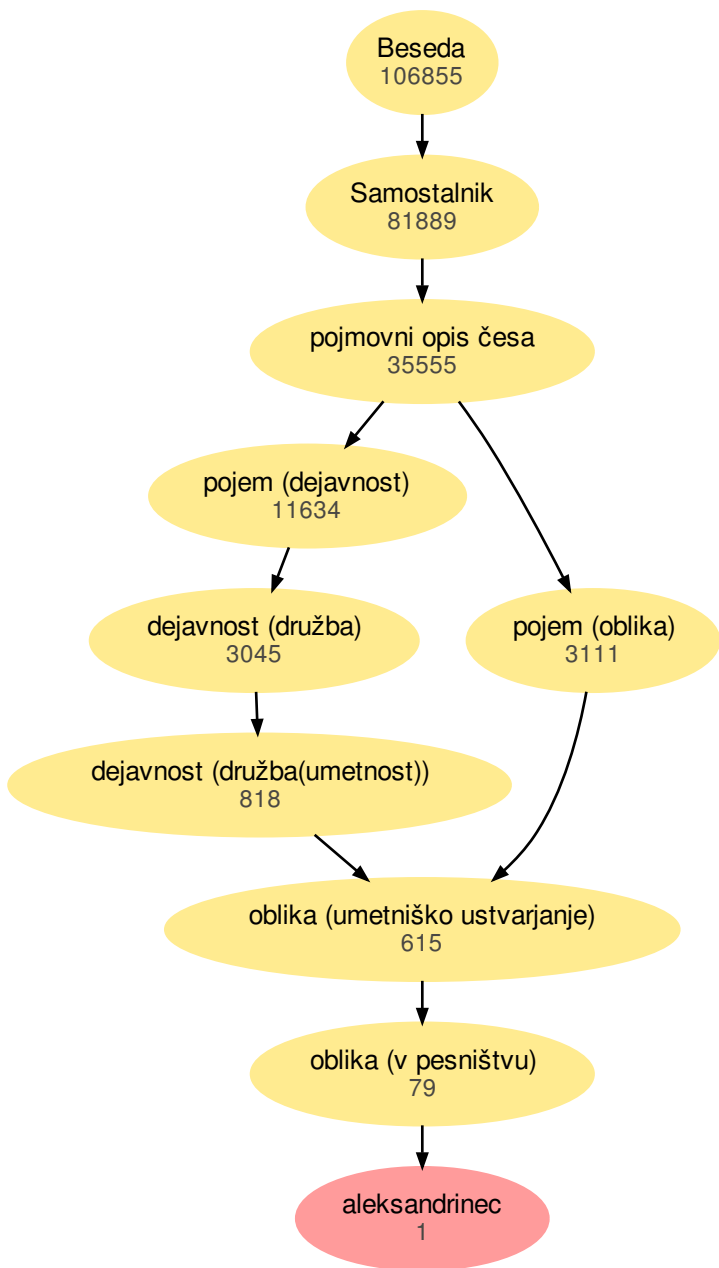 Beseda
106855
Samostalnik
81889
pojmovni opis česa
35555
pojem (dejavnost)
11634
dejavnost (družba)
3045
pojem (oblika)
3111
dejavnost (družba(umetnost))
818
oblika (umetniško ustvarjanje)
615
oblika (v pesništvu)
79
aleksandrinec
1